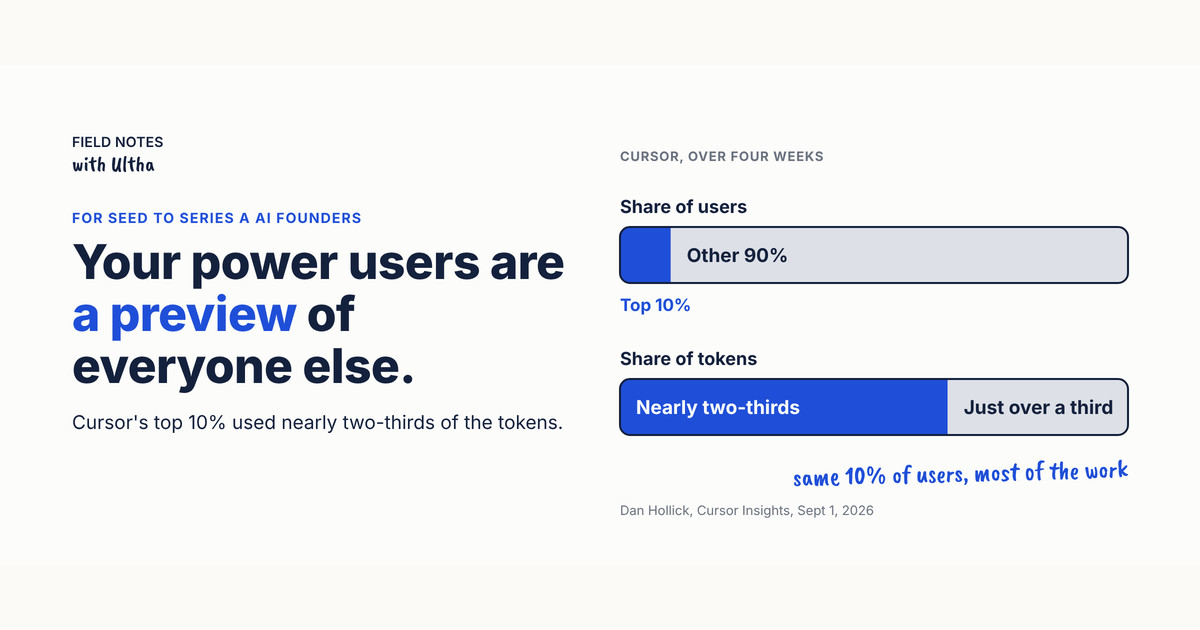 FIELD NOTES
with Ultha
FOR SEED TO SERIES A AI FOUNDERS
Your power users are
a preview of
everyone else.
Cursor's top 10% used nearly two-thirds of the tokens.
CURSOR, OVER FOUR WEEKS
Share of users
Other 90%
Top 10%
Share of tokens
Nearly two-thirds
Just over a third
same 10% of users, most of the work
Dan Hollick, Cursor Insights, Sept 1, 2026